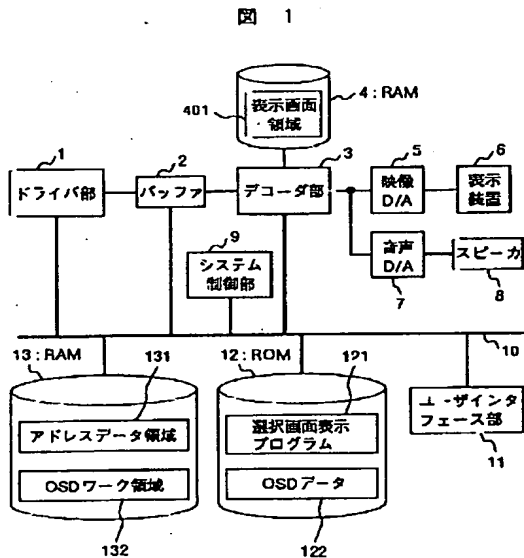 図 1
4:RAM
401
表示画面
領域
1
2
3
5
6
ドライバ部
バッファ
デコーダ部
映像
D/A
表示
装置
9
システム
制御部
音声
D/A
スピーカ
7
8
10
13:RAM
131
12:ROM
121
アドレスデータ領域
選択画面表示
プログラム
ユーザインタ
フェース部
11
OSDワーク領域
OSDデータ
132
122